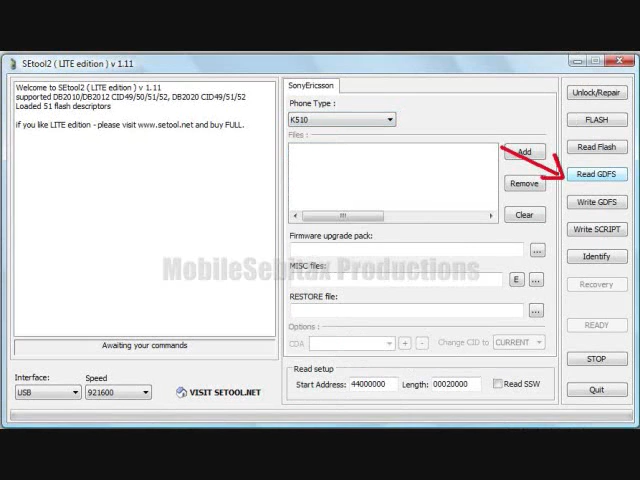 SEtool2 ( LITE edition ) v 1.11
Welcome to SEtool2 ( LITE edition ) v 1.11
supported DB2010/DB2012 CID49/50/51/52, DB2020 CID49/51/52
Loaded 51 flash descriptors
if you like LITE edition - please visit www.setool.net and buy FULL.
Awaiting your commands
Interface:
Speed
USB
921600
VISIT SETOOL.NET
SonyEricsson
Phone Type :
K510
Files :
Add
Remove
Clear
Firmware upgrade pack:
...
MISC files:
E
...
RESTORE file:
...
Options :
CDA
+
-
Change CID to
CURRENT
Read setup
Start Address:
44000000
Length:
00020000
Read SSW
Unlock/Repair
FLASH
Read Flash
Read GDFS
Write GDFS
Write SCRIPT
Identify
Recovery
READY
STOP
Quit
MobileSebitax Productions